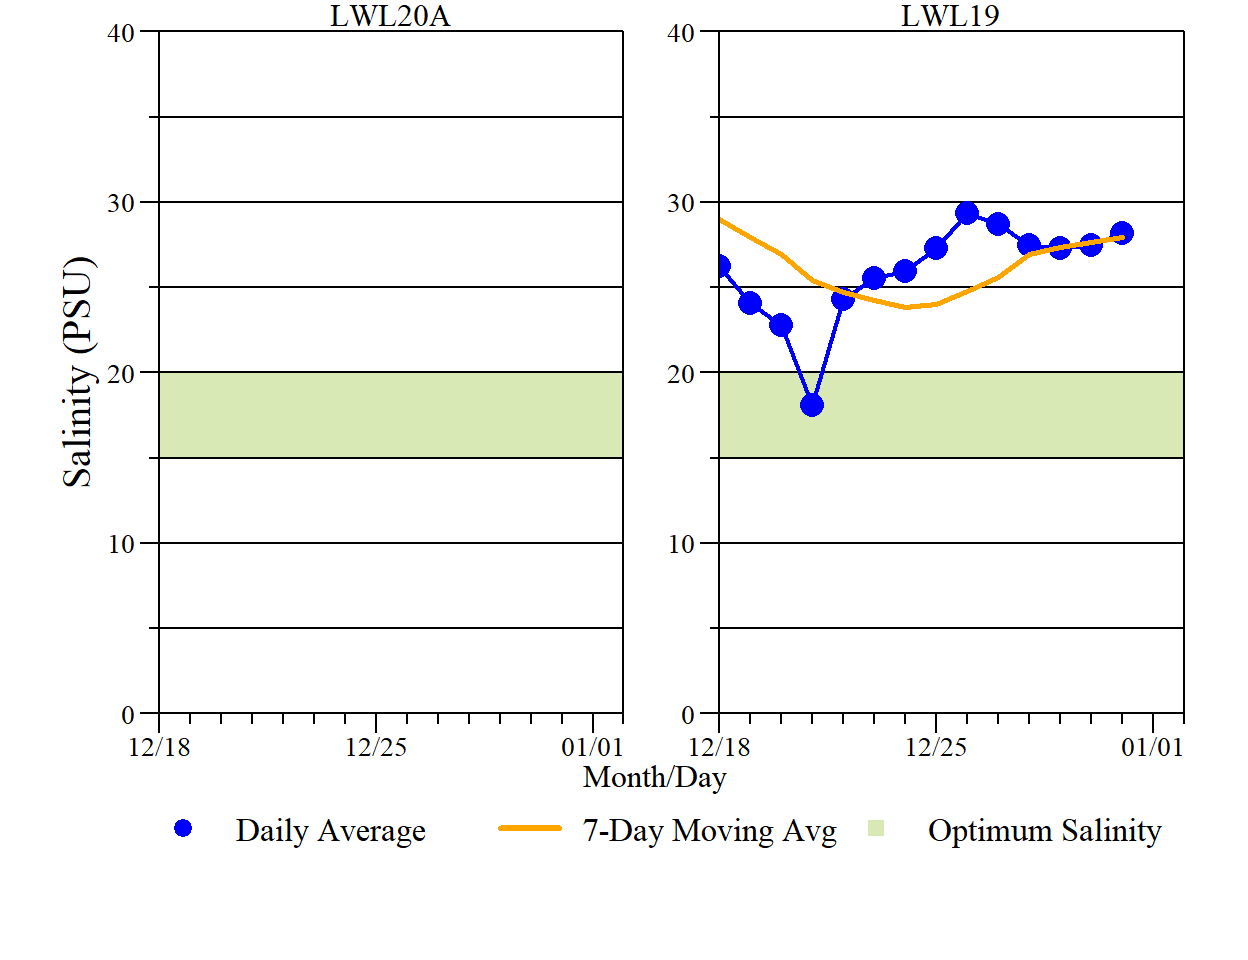 LWL20A LWL19
40 40
30 30
Salinity (PSU)
20 20
10 10
0 0
12/18 12/25 01/01 12/18 12/25 01/01
Month/Day
Daily Average 7-Day Moving Avg Optimum Salinity